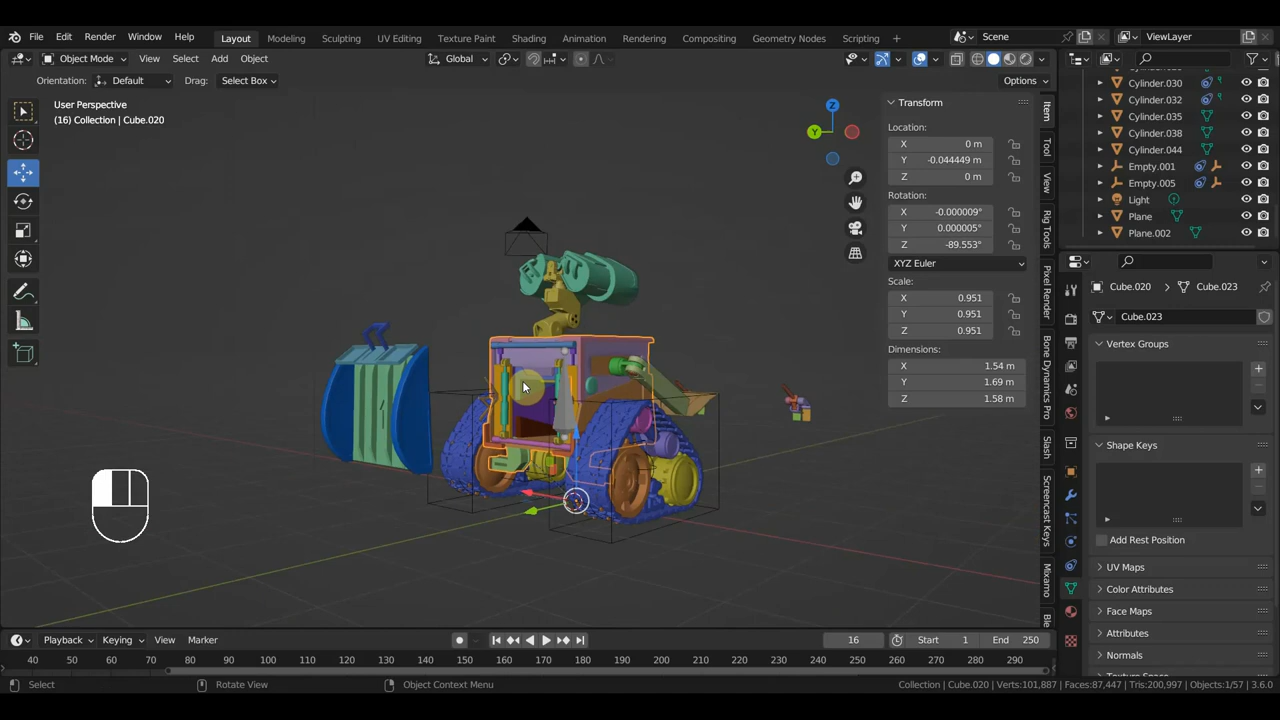 File Edit Render Window Help Layout Modeling Sculpting UV Editing Texture Paint Shading Animation Rendering Compositing Geometry Nodes Scripting + Scene ViewLayer
Object Mode View Select Add Object Global
Orientation: Default Drag: Select Box Options
User Perspective
(16) Collection | Cube.020
Z
Y
Transform
Location:
X 0 m
Y -0.044449 m
Z 0 m
Rotation:
X -0.000009°
Y 0.000005°
Z -89.553°
XYZ Euler
Scale:
X 0.951
Y 0.951
Z 0.951
Dimensions:
X 1.54 m
Y 1.69 m
Z 1.58 m
Item
Tool
View
Rig Tools
Pixel Render
Bone Dynamics Pro
Slash
Screencast Keys
Mixamo
Cylinder.030
Cylinder.032
Cylinder.035
Cylinder.038
Cylinder.044
Empty.001
Empty.005
Light
Plane
Plane.002
Cube.020 Cube.023
Cube.023
Vertex Groups
Shape Keys
Add Rest Position
UV Maps
Color Attributes
Face Maps
Attributes
Normals
Texture Space
Playback Keying View Marker 16 Start 1 End 250
40 50 60 70 80 90 100 110 120 130 140 150 160 170 180 190 200 210 220 230 240 250 260 270 280 290
Select Rotate View Object Context Menu Collection | Cube.020 | Verts:101,887 | Faces:87,447 | Tris:200,997 | Objects:1/57 | 3.6.0